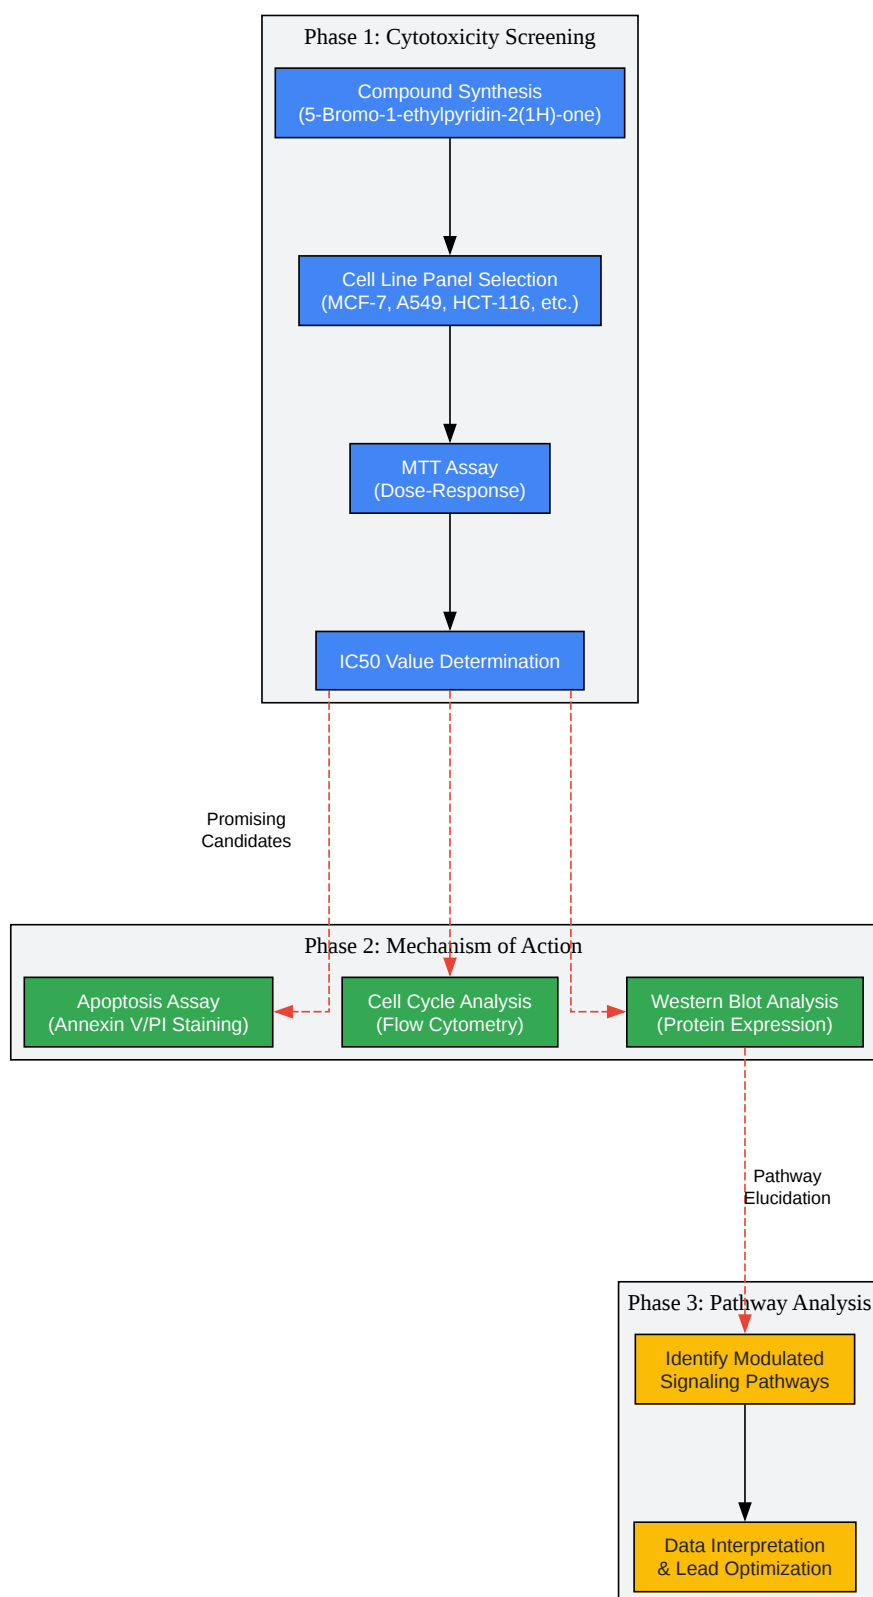 Phase 1: Cytotoxicity Screening
Compound Synthesis
(5-Bromo-1-ethylpyridin-2(1H)-one)
Cell Line Panel Selection
(MCF-7, A549, HCT-116, etc.)
MTT Assay
(Dose-Response)
IC50 Value Determination
Promising
Candidates
Phase 2: Mechanism of Action
Apoptosis Assay
(Annexin V/PI Staining)
Cell Cycle Analysis
(Flow Cytometry)
Western Blot Analysis
(Protein Expression)
Pathway
Elucidation
Phase 3: Pathway Analysis
Identify Modulated
Signaling Pathways
Data Interpretation
& Lead Optimization